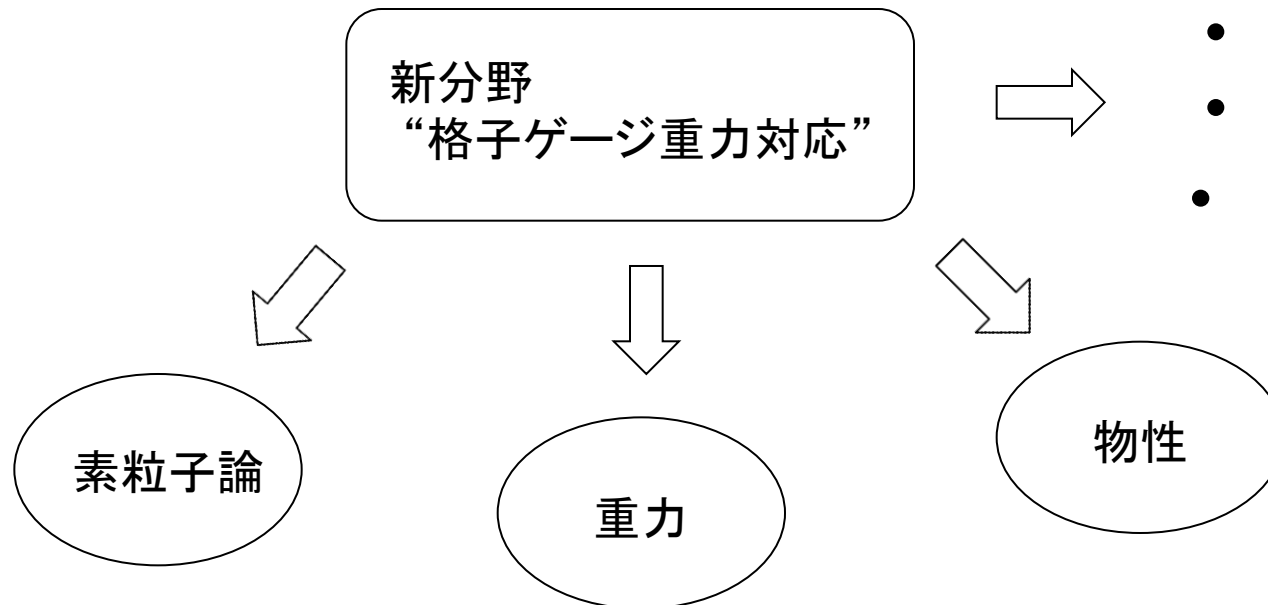 新分野
“格子ゲージ重力対応”
素粒子論
重力
物性